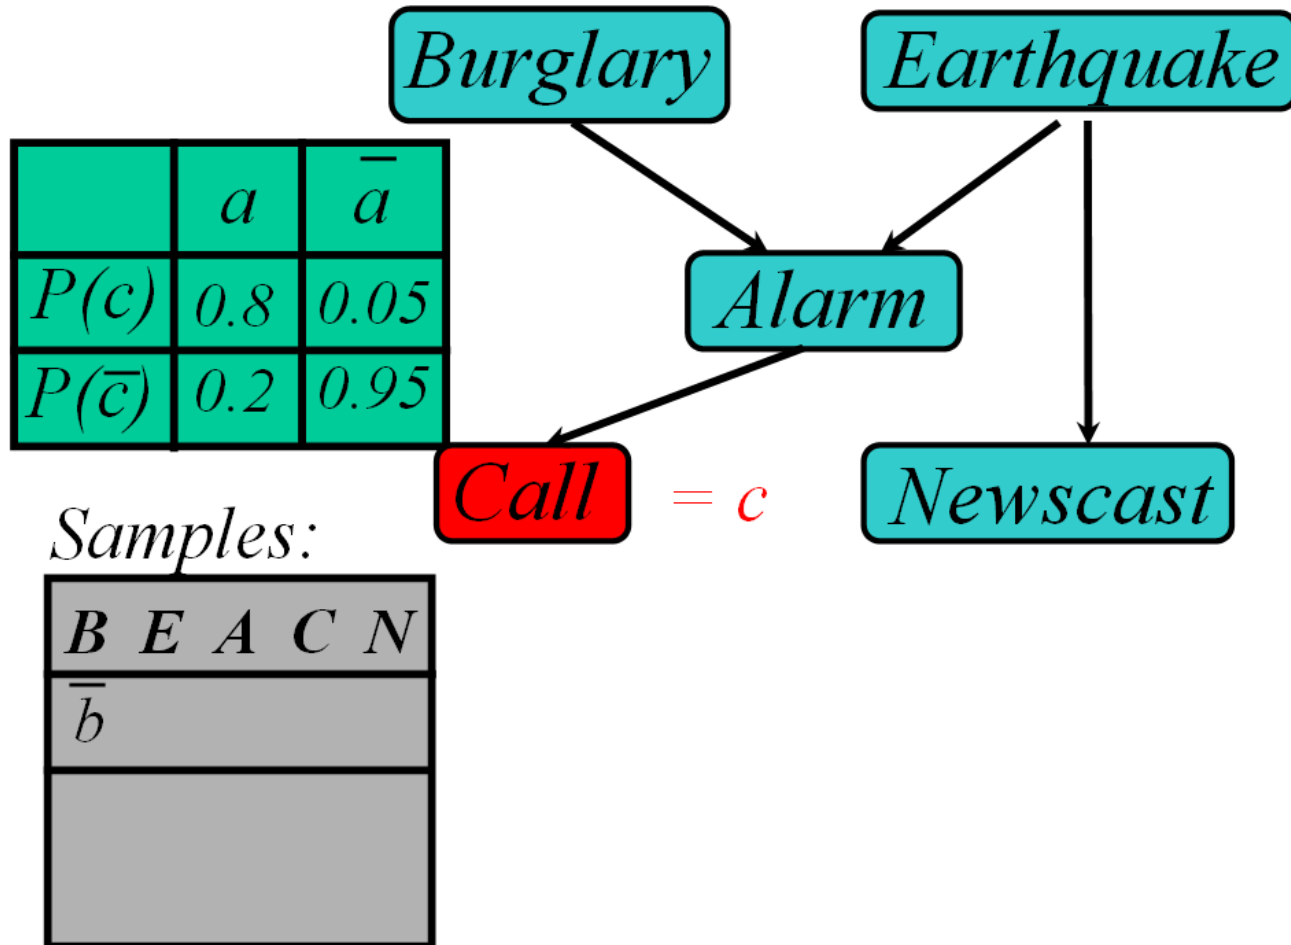 Burglary Earthquake
a a̅
P(c) 0.8 0.05
P(c̅) 0.2 0.95
Alarm
Call = c Newscast
Samples:
B E A C N
b̅